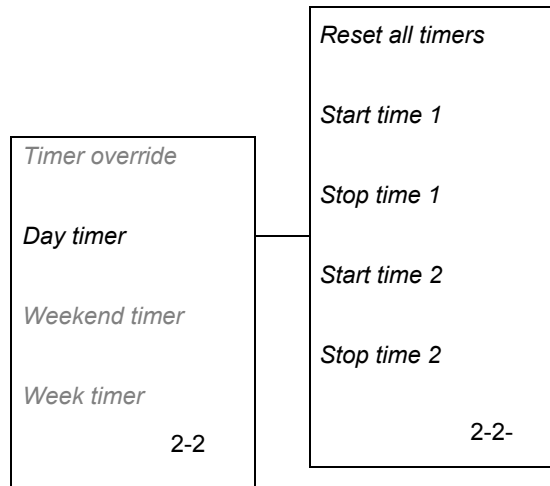 Timer override
Day timer
Weekend timer
Week timer
2-2
Reset all timers
Start time 1
Stop time 1
Start time 2
Stop time 2
2-2-